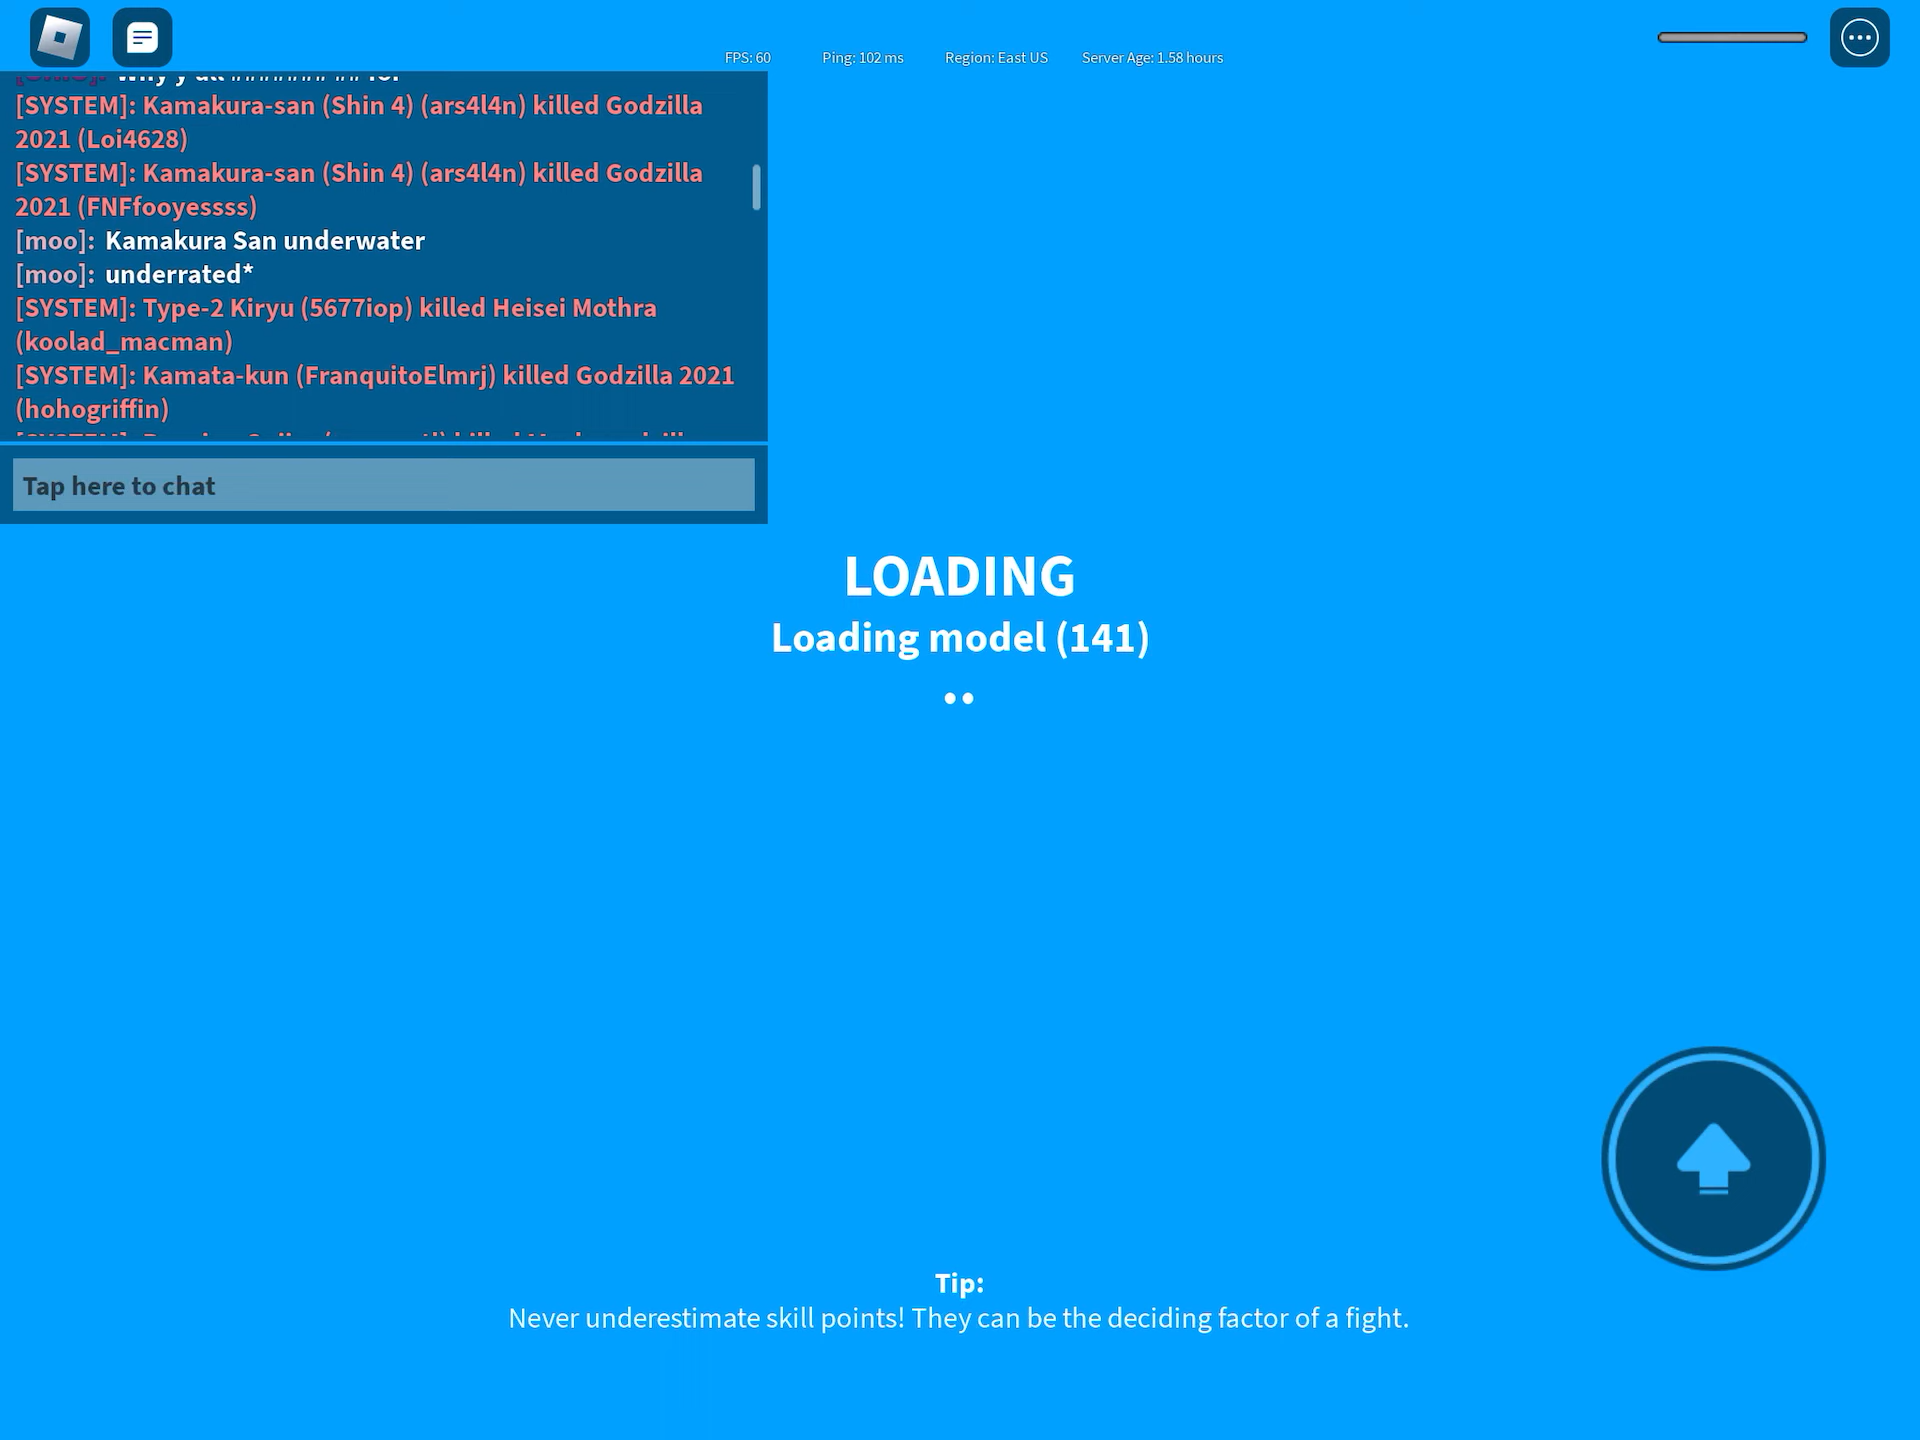 FPS: 60 Ping: 102 ms Region: East US Server Age: 1.58 hours
[SYSTEM]: Kamakura-san (Shin 4) (ars4l4n) killed Godzilla
2021 (Loi4628)
[SYSTEM]: Kamakura-san (Shin 4) (ars4l4n) killed Godzilla
2021 (FNFfooyessss)
[moo]: Kamakura San underwater
[moo]: underrated*
[SYSTEM]: Type-2 Kiryu (5677iop) killed Heisei Mothra
(koolad_macman)
[SYSTEM]: Kamata-kun (FranquitoElmrj) killed Godzilla 2021
(hohogriffin)
Tap here to chat
LOADING
Loading model (141)
Tip:
Never underestimate skill points! They can be the deciding factor of a fight.